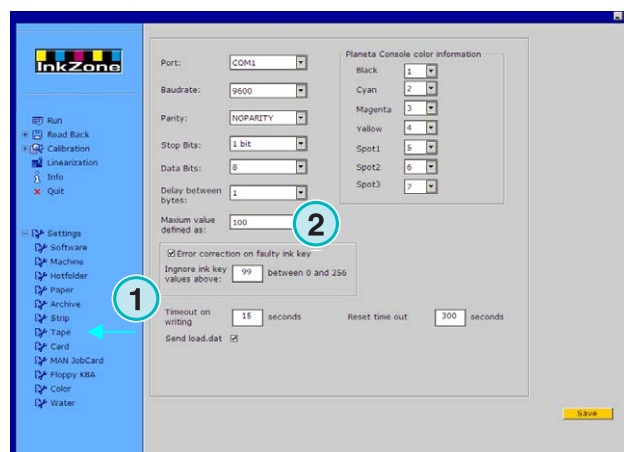 InkZone
Run
Read Back
Calibration
Linearization
Info
Quit
Settings
Software
Machine
Hotfolder
Paper
Archive
Strip
Tape
Card
MAN JobCard
Floppy KBA
Color
Water
1
Port: COM1
Baudrate: 9600
Parity: NOPARITY
Stop Bits: 1 bit
Data Bits: 8
Delay between
bytes: 1
Maxium value
defined as: 100
2
Planeta Console color information
Black 1
Cyan 2
Magenta 3
Yellow 4
Spot1 5
Spot2 6
Spot3 7
Error correction on faulty ink key
Ingnore ink key
values above: 99 between 0 and 256
Timeout on
writing 15 seconds
Reset time out 300 seconds
Send load.dat
Save